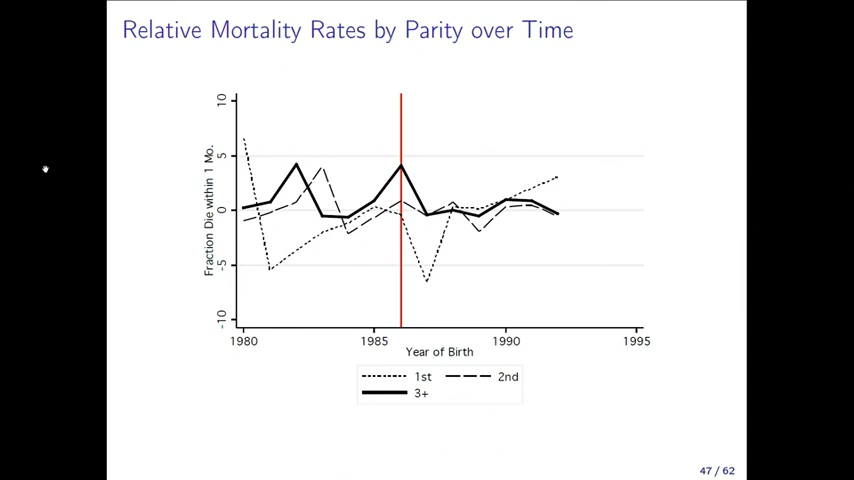 Relative Mortality Rates by Parity over Time
Fraction Die within 1 Mo.
10
5
0
-5
-10
1980 1985 1990 1995
Year of Birth
1st 2nd
3+
47 / 62